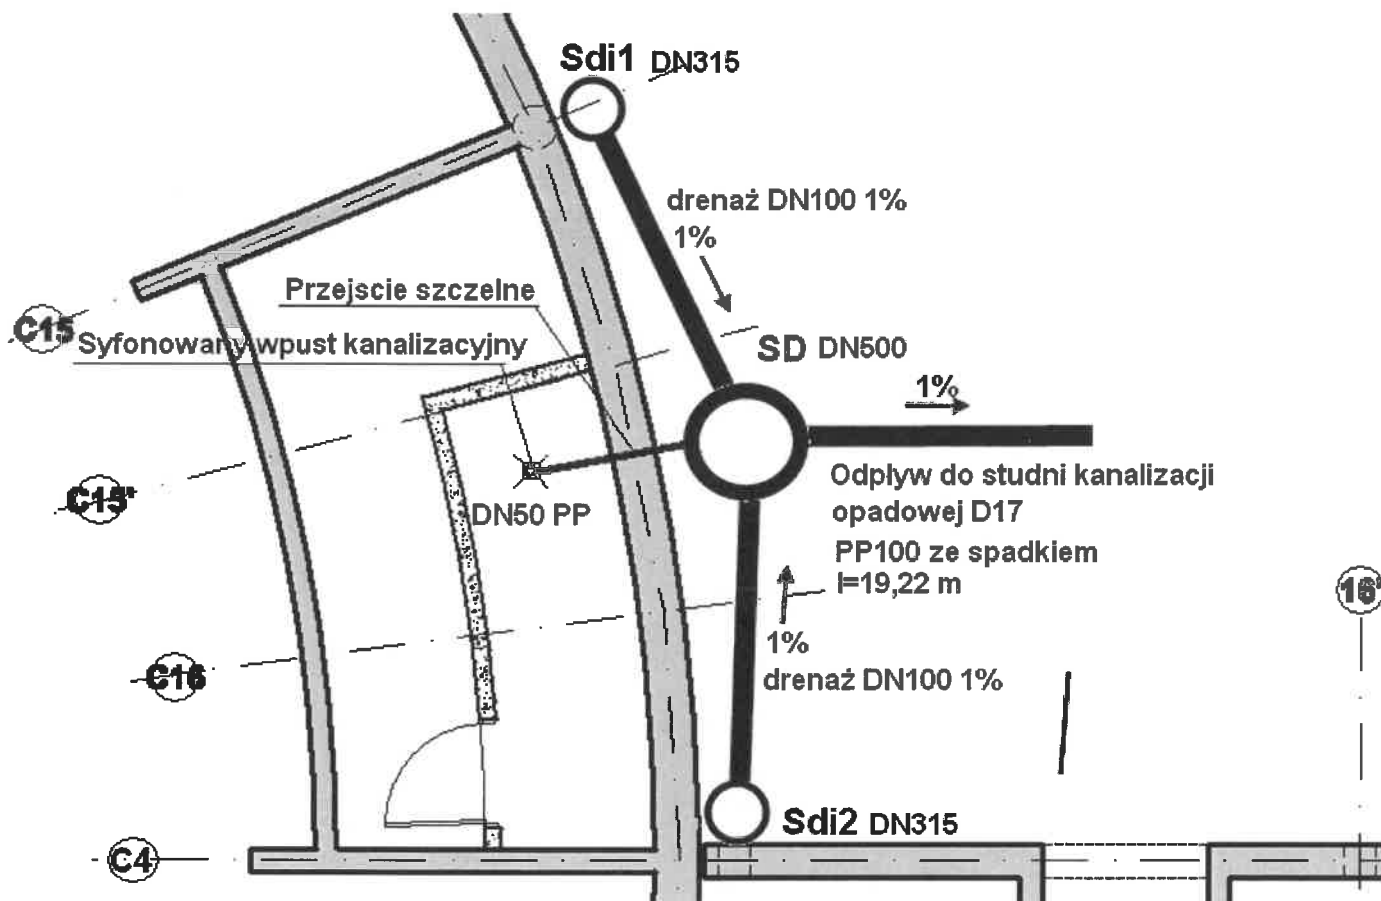 Sdi1 DN315
drenaż DN100 1%
1%
Przejscie szczelne
C15
Syfonowany wpust kanalizacyjny
SD DN500
1%
Odpływ do studni kanalizacji
opadowej D17
C15'
DN50 PP
PP100 ze spadkiem
l=19,22 m
16'
1%
C16
drenaż DN100 1%
Sdi2 DN315
C4